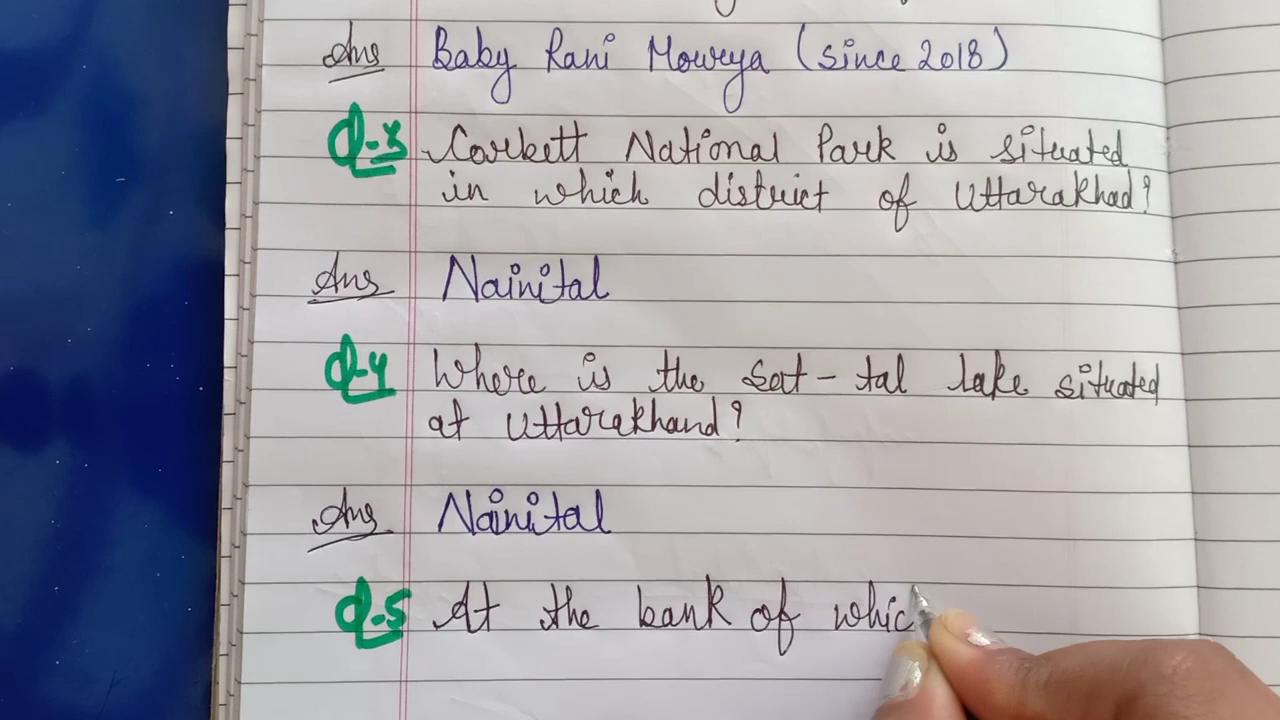 Ans Baby Rani Mowrya (since 2018)
Q-3 Corbett National Park is situated
in which district of Uttarakhad?
Ans Nainital
Q-4 Where is the Sat-tal lake situated
at Uttarakhand?
Ans Nainital
Q-5 At the bank of whic